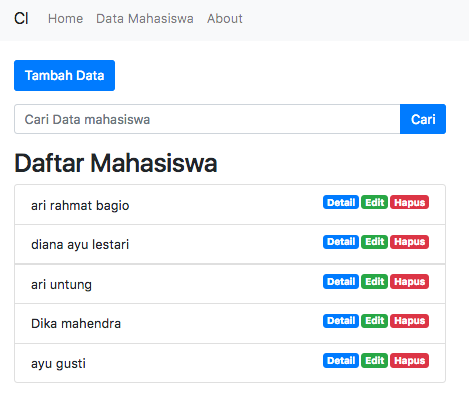 CI Home Data Mahasiswa About
Tambah Data
Cari Data mahasiswa Cari
Daftar Mahasiswa
ari rahmat bagio Detail Edit Hapus
diana ayu lestari Detail Edit Hapus
ari untung Detail Edit Hapus
Dika mahendra Detail Edit Hapus
ayu gusti Detail Edit Hapus